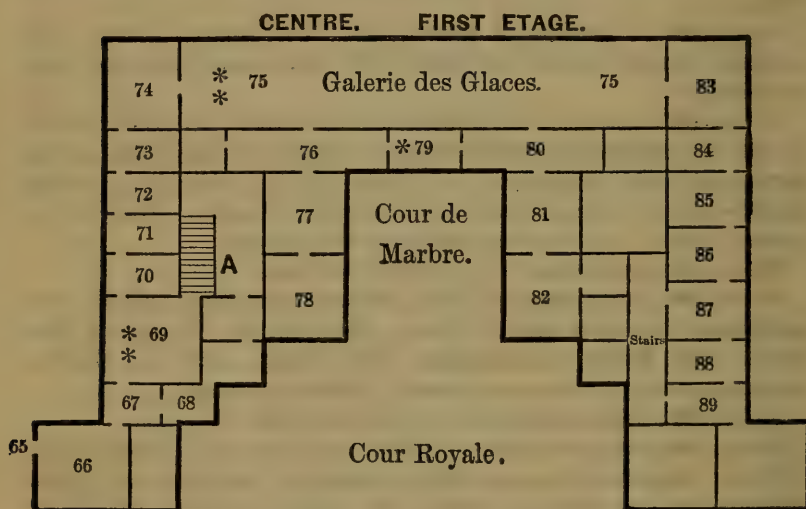 CENTRE. FIRST ETAGE.
74 ** 75 Galerie des Glaces. 75 83
73 76 *79 80 84
72 77 Cour de 81 85
71 Marbre. 86
70 A 78 82 87
** 69 Stairs 88
67 68 89
65 66 Cour Royale.